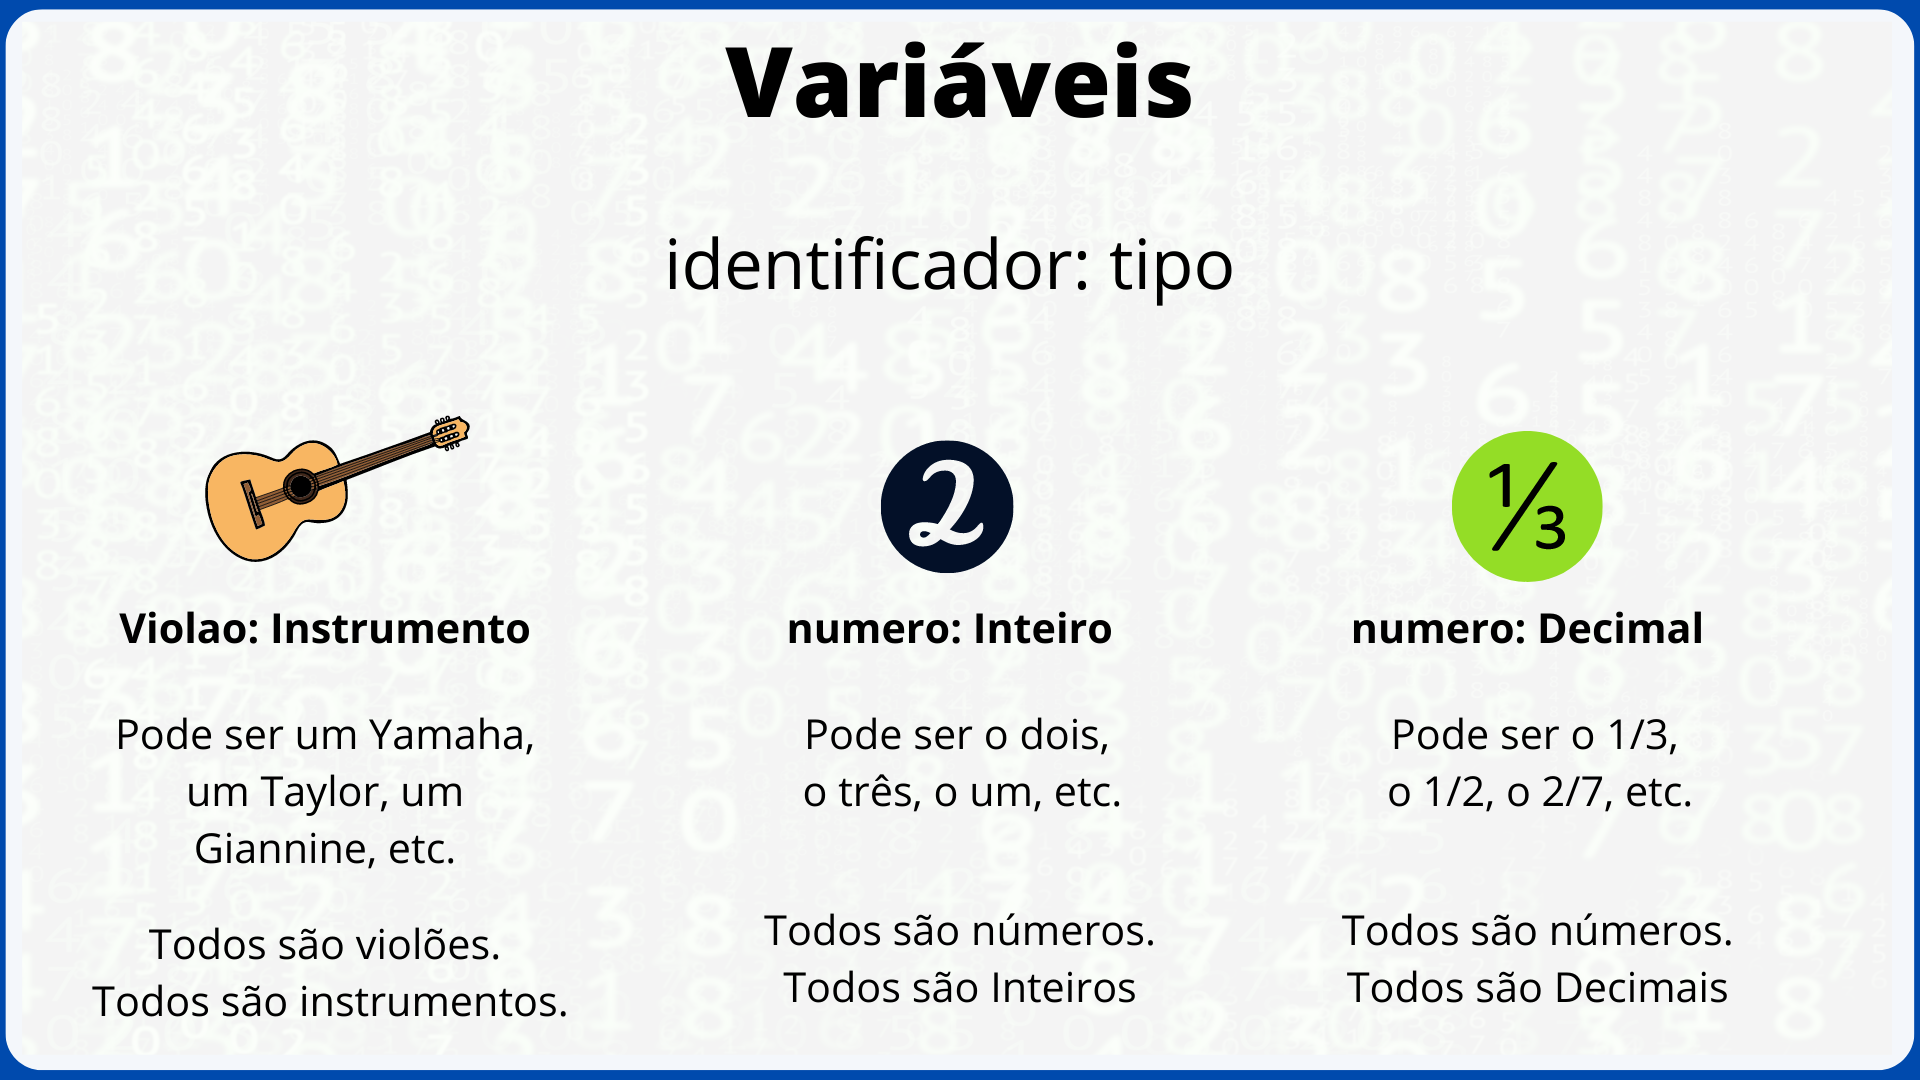 Variáveis
identificador: tipo
2
1/3
Violao: Instrumento
Pode ser um Yamaha,
um Taylor, um
Giannine, etc.
Todos são violões.
Todos são instrumentos.
numero: Inteiro
Pode ser o dois,
o três, o um, etc.
Todos são números.
Todos são Inteiros
numero: Decimal
Pode ser o 1/3,
o 1/2, o 2/7, etc.
Todos são números.
Todos são Decimais